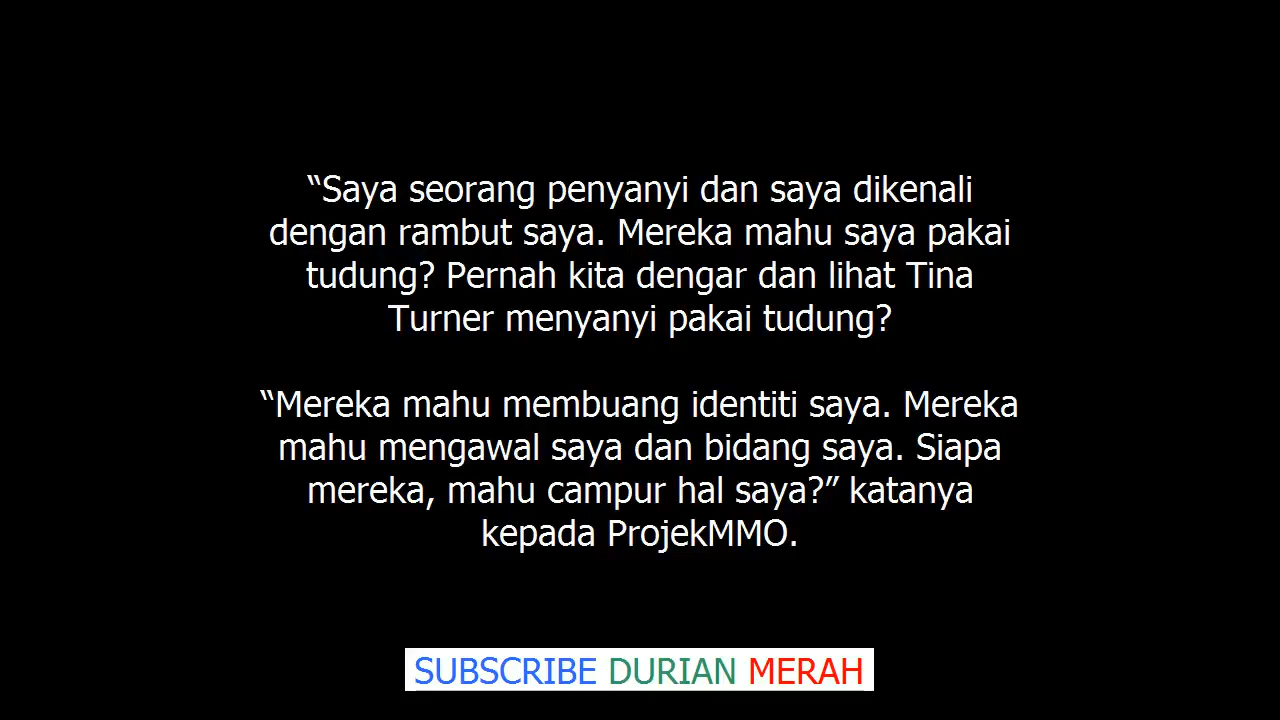 “Saya seorang penyanyi dan saya dikenali
dengan rambut saya. Mereka mahu saya pakai
tudung? Pernah kita dengar dan lihat Tina
Turner menyanyi pakai tudung?
“Mereka mahu membuang identiti saya. Mereka
mahu mengawal saya dan bidang saya. Siapa
mereka, mahu campur hal saya?” katanya
kepada ProjekMMO.
SUBSCRIBE DURIAN MERAH